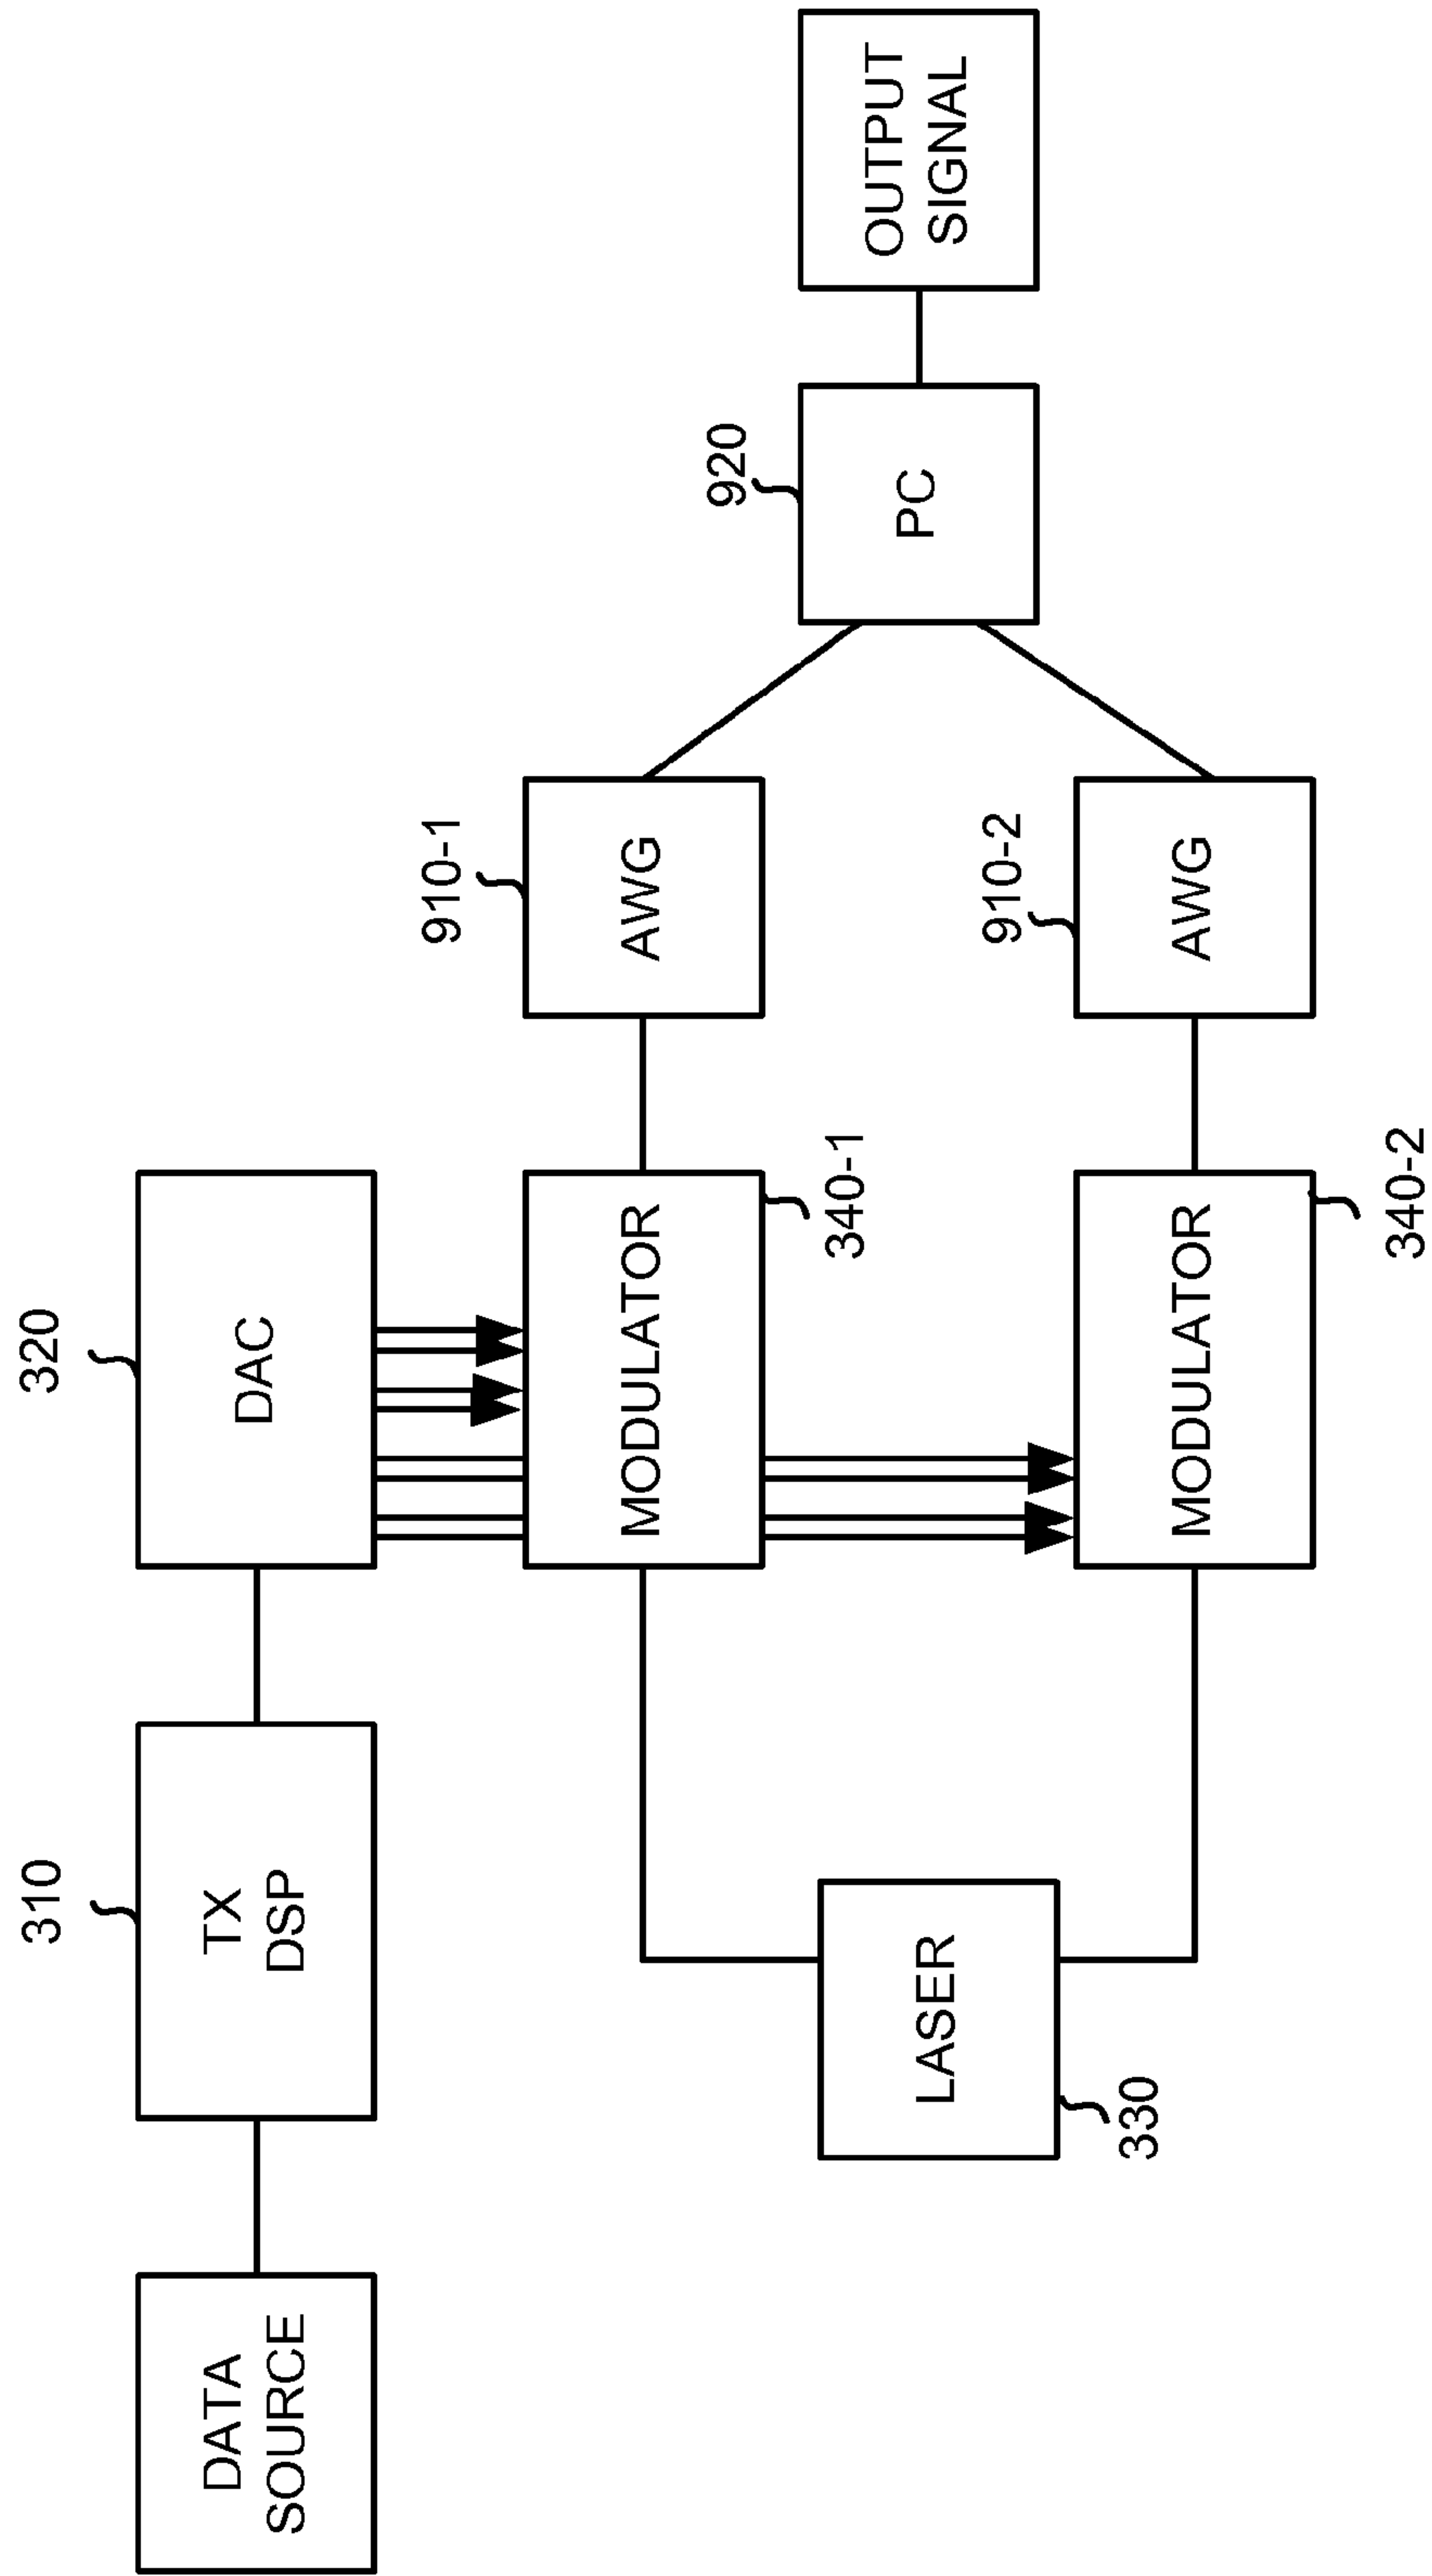 310
320
DATA
SOURCE
TX
DSP
DAC
910-1
920
MODULATOR
AWG
340-1
LASER
330
PC
OUTPUT
SIGNAL
910-2
MODULATOR
AWG
340-2